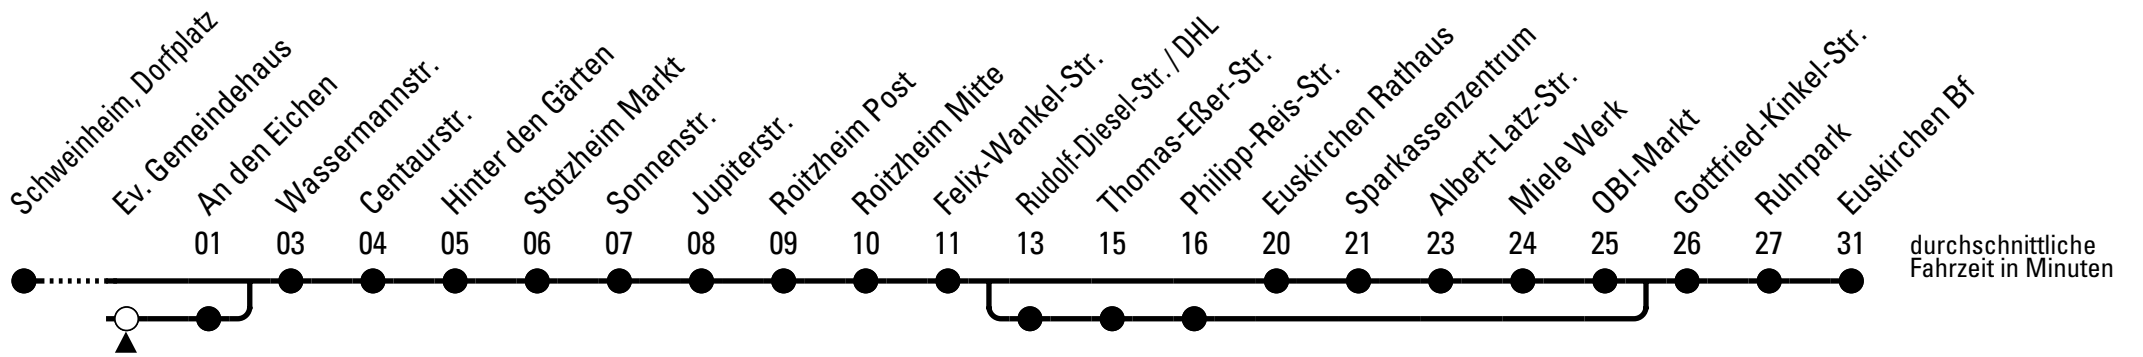 Schweinheim, Dorfplatz
Ev. Gemeindehaus
An den Eichen
Wassermannstr.
Centaurstr.
Hinter den Gärten
Stotzheim Markt
Sonnenstr.
Jupiterstr.
Roitzheim Post
Roitzheim Mitte
Felix-Wankel-Str.
Rudolf-Diesel-Str. / DHL
Thomas-Eßer-Str.
Philipp-Reis-Str.
Euskirchen Rathaus
Sparkassenzentrum
Albert-Latz-Str.
Miele Werk
OBI-Markt
Gottfried-Kinkel-Str.
Ruhrpark
Euskirchen Bf
01 03 04 05 06 07 08 09 10 11 13 15 16 20 21 23 24 25 26 27 31
durchschnittliche
Fahrzeit in Minuten